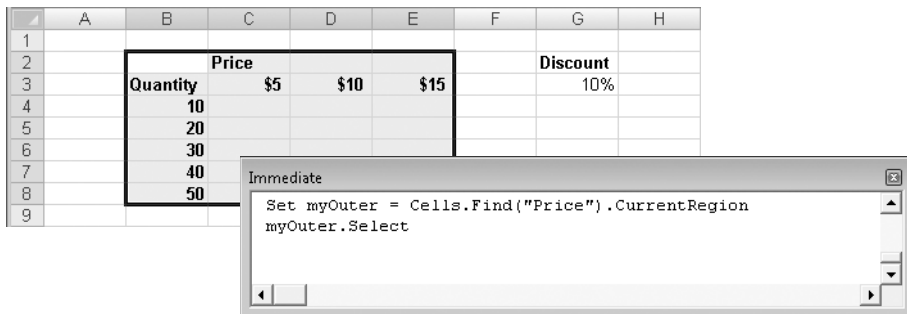 A B C D E F G H
1
2 Price Discount
3 Quantity $5 $10 $15 10%
4 10
5 20
6 30
7 40
8 50
9
Immediate
Set myOuter = Cells.Find("Price").CurrentRegion
myOuter.Select